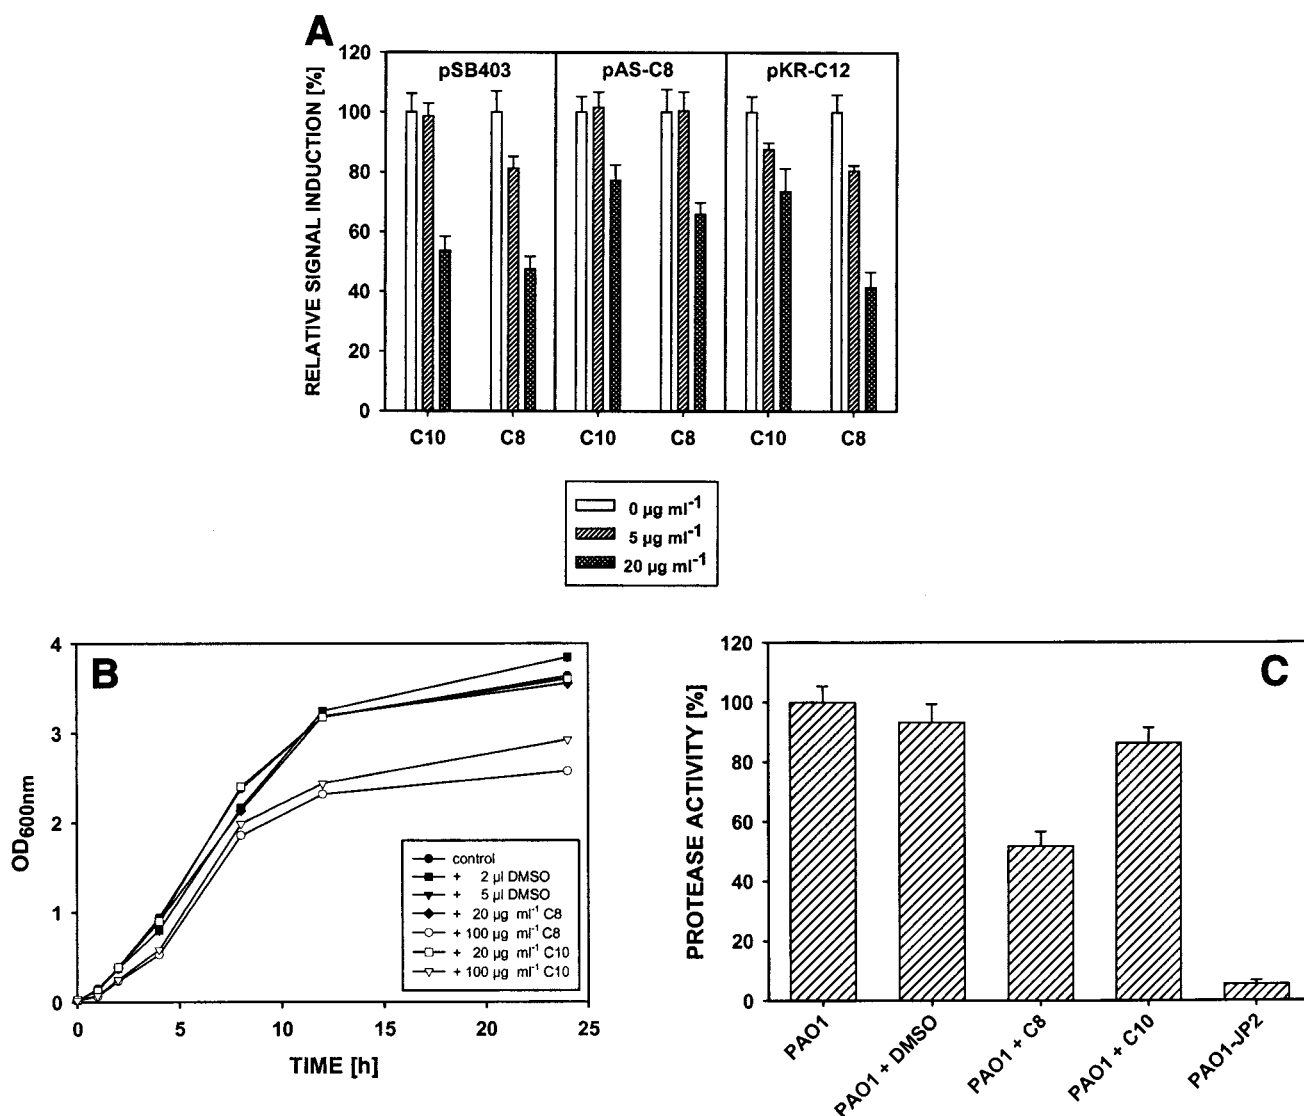 A
120
100
80
60
40
20
0
RELATIVE SIGNAL INDUCTION [%]
pSB403 pAS-C8 pKR-C12
C10 C8 C10 C8 C10 C8
0 µg ml-1
5 µg ml-1
20 µg ml-1
B
4
3
2
1
0
OD600nm
0 5 10 15 20 25
TIME [h]
control
+ 2 µl DMSO
+ 5 µl DMSO
+ 20 µg ml-1 C8
+ 100 µg ml-1 C8
+ 20 µg ml-1 C10
+ 100 µg ml-1 C10
C
120
100
80
60
40
20
0
PROTEASE ACTIVITY [%]
PAO1
PAO1 + DMSO
PAO1 + C8
PAO1 + C10
PAO1-JP2